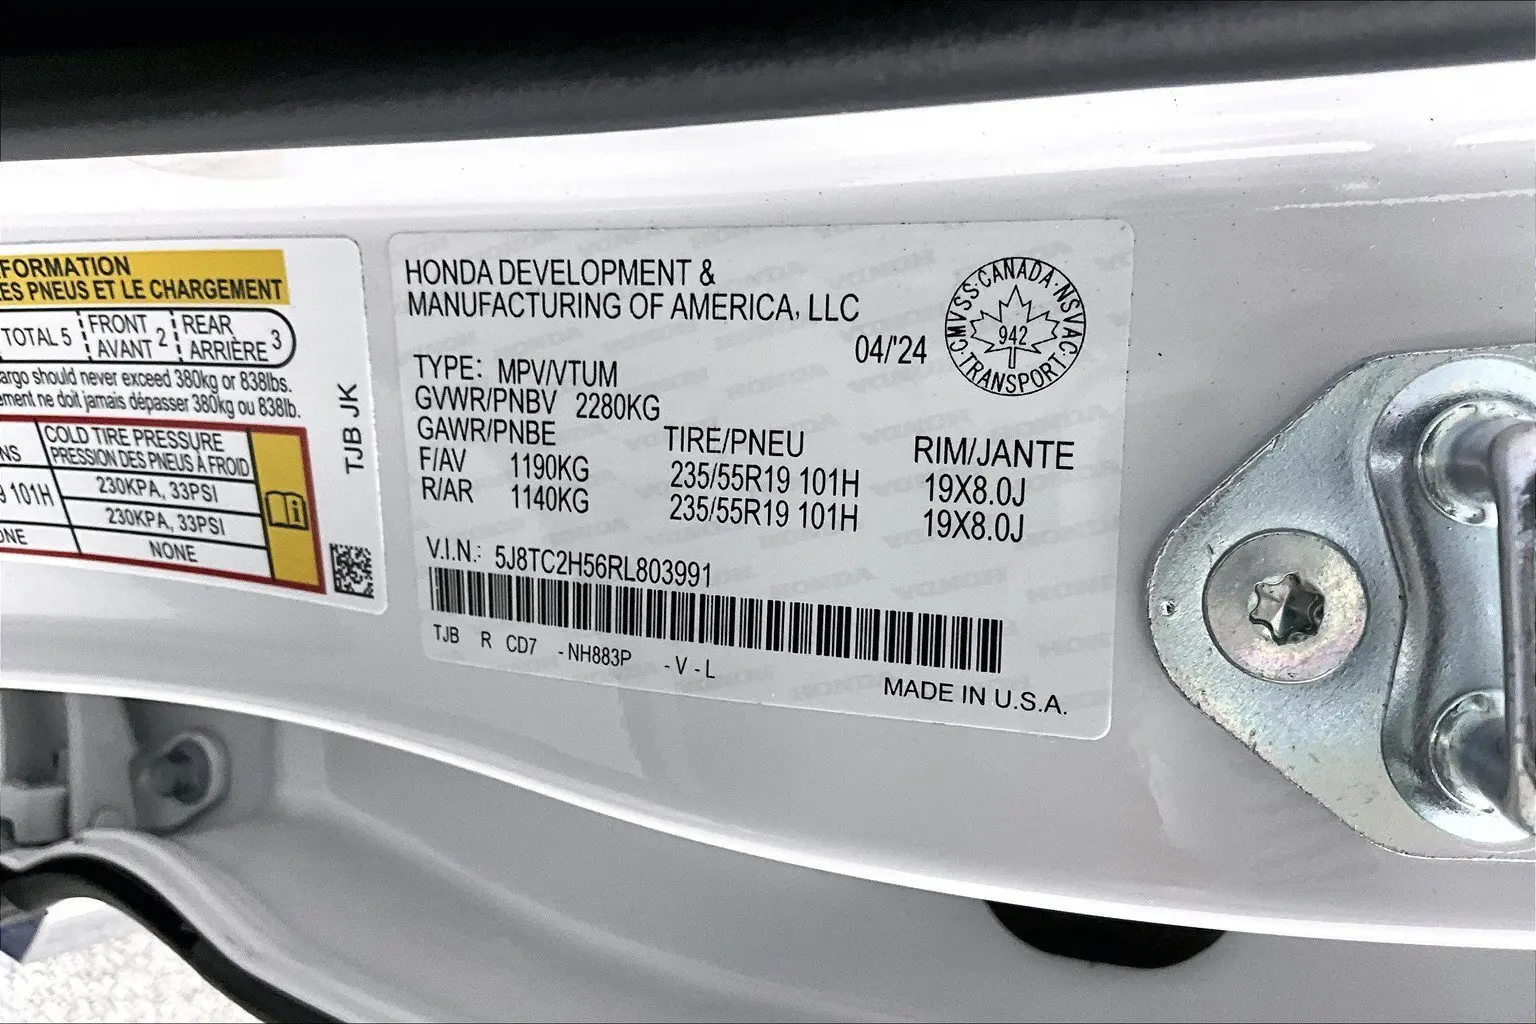 FORMATION
ES PNEUS ET LE CHARGEMENT
TOTAL 5 FRONT AVANT 2 REAR ARRIÈRE 3
argo should never exceed 380kg or 838lbs.
ement ne doit jamais dépasser 380kg ou 838lb.
NS COLD TIRE PRESSURE
PRESSION DES PNEUS À FROID
9 101H 230KPA, 33PSI
230KPA, 33PSI
ONE NONE
TJB JK
HONDA DEVELOPMENT &
MANUFACTURING OF AMERICA, LLC
04/'24
CMVSS · CANADA · NSVAC · TRANSPORT ·
942
TYPE: MPV/VTUM
GVWR/PNBV 2280KG
GAWR/PNBE TIRE/PNEU RIM/JANTE
F/AV 1190KG 235/55R19 101H 19X8.0J
R/AR 1140KG 235/55R19 101H 19X8.0J
V.I.N.: 5J8TC2H56RL803991
TJB R CD7 -NH883P -V-L
MADE IN U.S.A.